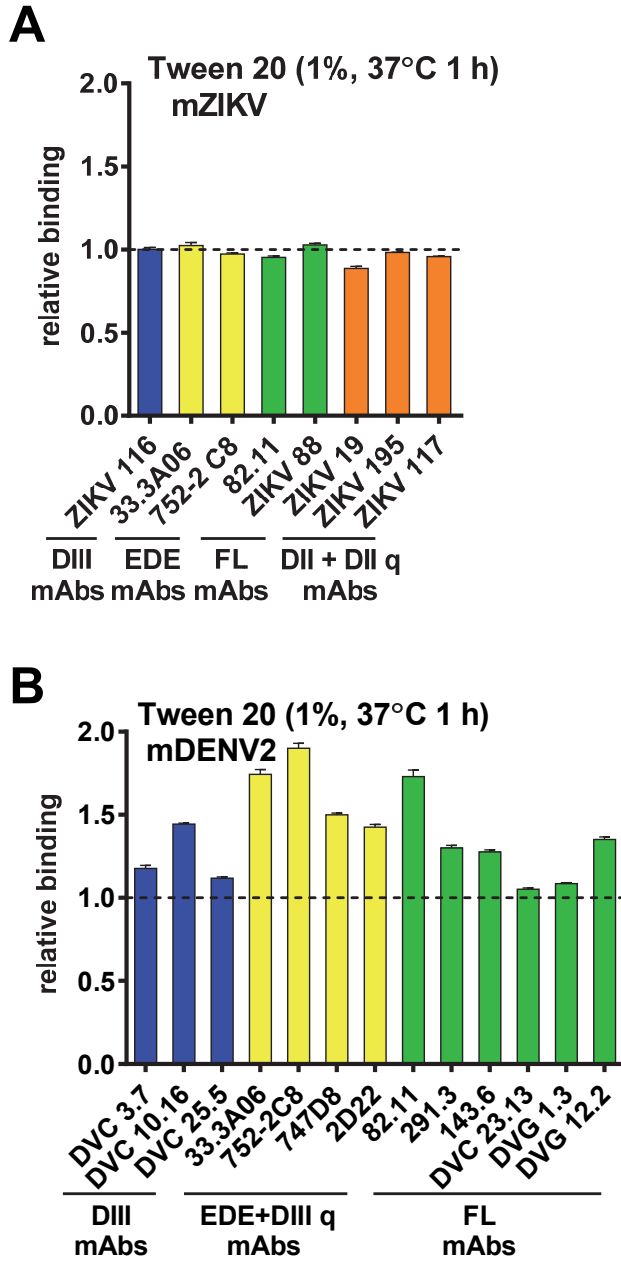 A
Tween 20 (1%, 37°C 1 h)
mZIKV
relative binding
2.0
1.5
1.0
0.5
0.0
ZIKV 116
33.3A06
752-2 C8
82.11
ZIKV 88
ZIKV 19
ZIKV 195
ZIKV 117
DIII EDE FL DII + DII q
mAbs mAbs mAbs mAbs
B
Tween 20 (1%, 37°C 1 h)
mDENV2
relative binding
2.0
1.5
1.0
0.5
0.0
DVC 3.7
DVC 10.16
DVC 25.5
33.3A06
752-2C8
747D8
2D22
82.11
291.3
143.6
DVC 23.13
DVG 1.3
DVG 12.2
DIII EDE+DIII q FL
mAbs mAbs mAbs